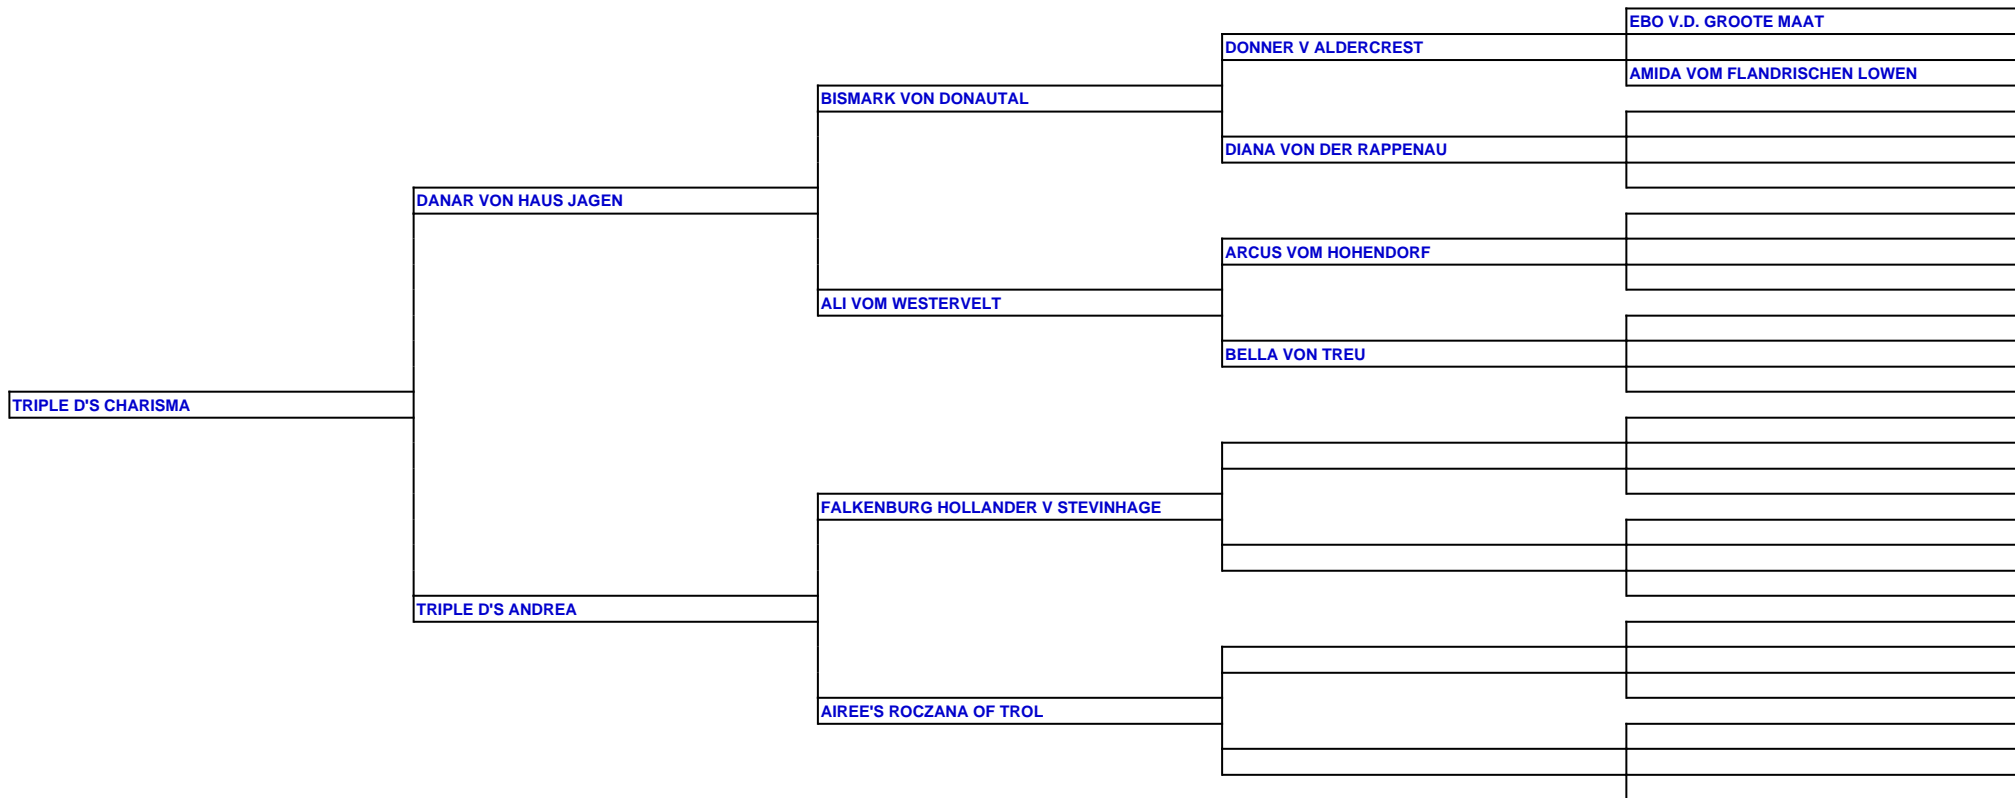 EBO V.D. GROOTE MAAT
DONNER V ALDERCREST
AMIDA VOM FLANDRISCHEN LOWEN
BISMARK VON DONAUTAL
DIANA VON DER RAPPENAU
DANAR VON HAUS JAGEN
ARCUS VOM HOHENDORF
ALI VOM WESTERVELT
BELLA VON TREU
TRIPLE D'S CHARISMA
FALKENBURG HOLLANDER V STEVINHAGE
TRIPLE D'S ANDREA
AIREE'S ROCZANA OF TROL